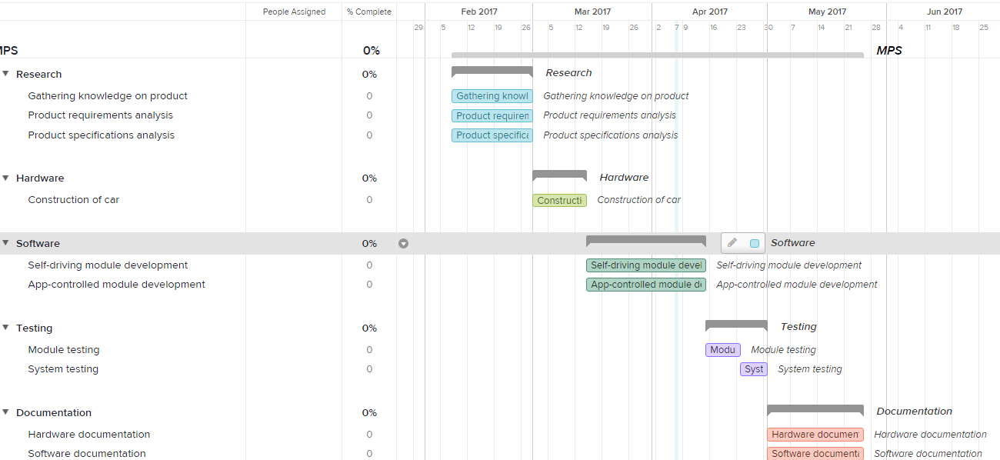 People Assigned % Complete Feb 2017 Mar 2017 Apr 2017 May 2017 Jun 2017
29 5 12 19 26 5 12 19 26 2 7 9 16 23 30 7 14 21 28 4 11 18 25
MPS 0% MPS
Research 0% Research
Gathering knowledge on product 0 Gathering knowl Gathering knowledge on product
Product requirements analysis 0 Product requiren Product requirements analysis
Product specifications analysis 0 Product specifica Product specifications analysis
Hardware 0% Hardware
Construction of car 0 Constructi Construction of car
Software 0% Software
Self-driving module development 0 Self-driving module devel Self-driving module development
App-controlled module development 0 App-controlled module de App-controlled module development
Testing 0% Testing
Module testing 0 Modu Module testing
System testing 0 Syst System testing
Documentation 0% Documentation
Hardware documentation 0 Hardware documen Hardware documentation
Software documentation 0 Software documenta Software documentation